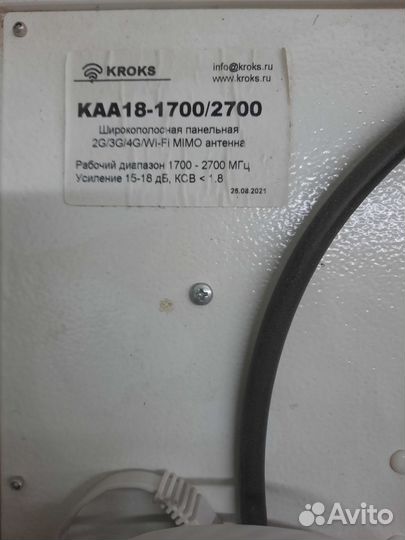 KROKS
info@kroks.ru
www.kroks.ru
KAA18-1700/2700
Широкополосная панельная
2G/3G/4G/Wi-Fi MIMO антенна
Рабочий диапазон 1700 - 2700 МГц
Усиление 15-18 дБ, КСВ < 1.8
26.08.2021
Avito